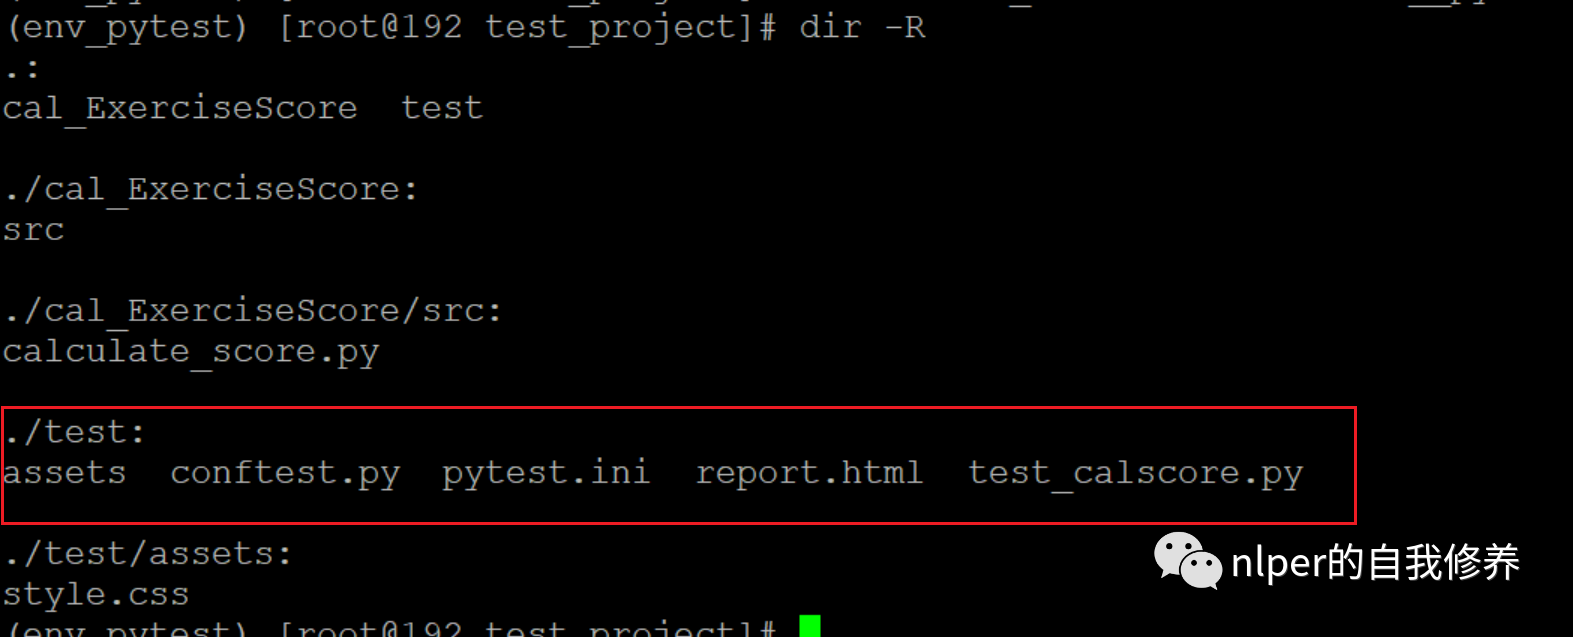 (env_pytest) [root@192 test_project]# dir -R
.:
cal_ExerciseScore  test
./cal_ExerciseScore:
src
./cal_ExerciseScore/src:
calculate_score.py
./test:
assets  conftest.py  pytest.ini  report.html  test_calscore.py
./test/assets:
style.css
nlper的自我修养
(env_pytest) [root@192 test_project]#